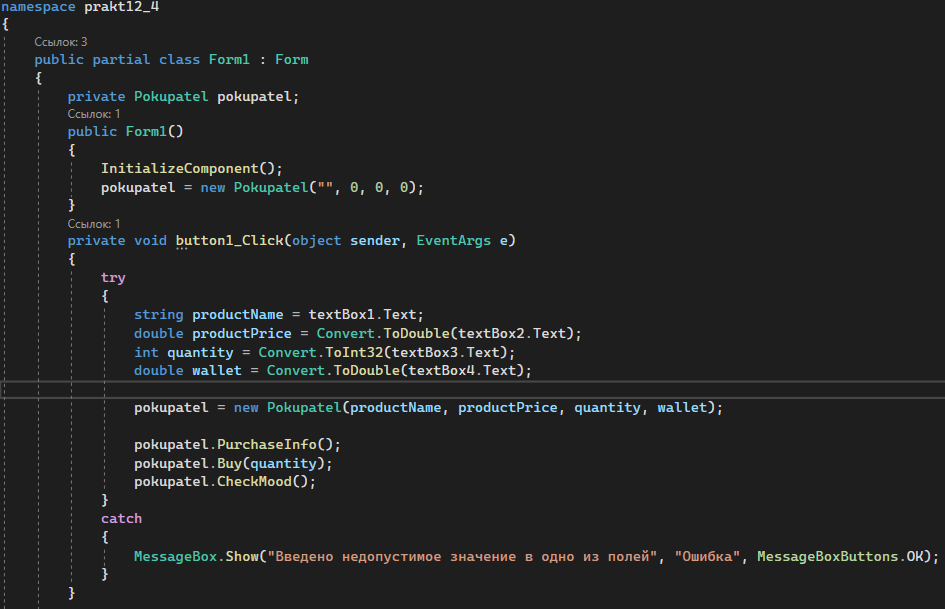 namespace prakt12_4
{
Ссылок: 3
public partial class Form1 : Form
{
private Pokupatel pokupatel;
Ссылок: 1
public Form1()
{
InitializeComponent();
pokupatel = new Pokupatel("", 0, 0, 0);
}
Ссылок: 1
private void button1_Click(object sender, EventArgs e)
{
try
{
string productName = textBox1.Text;
double productPrice = Convert.ToDouble(textBox2.Text);
int quantity = Convert.ToInt32(textBox3.Text);
double wallet = Convert.ToDouble(textBox4.Text);
pokupatel = new Pokupatel(productName, productPrice, quantity, wallet);
pokupatel.PurchaseInfo();
pokupatel.Buy(quantity);
pokupatel.CheckMood();
}
catch
{
MessageBox.Show("Введено недопустимое значение в одно из полей", "Ошибка", MessageBoxButtons.OK);
}
}